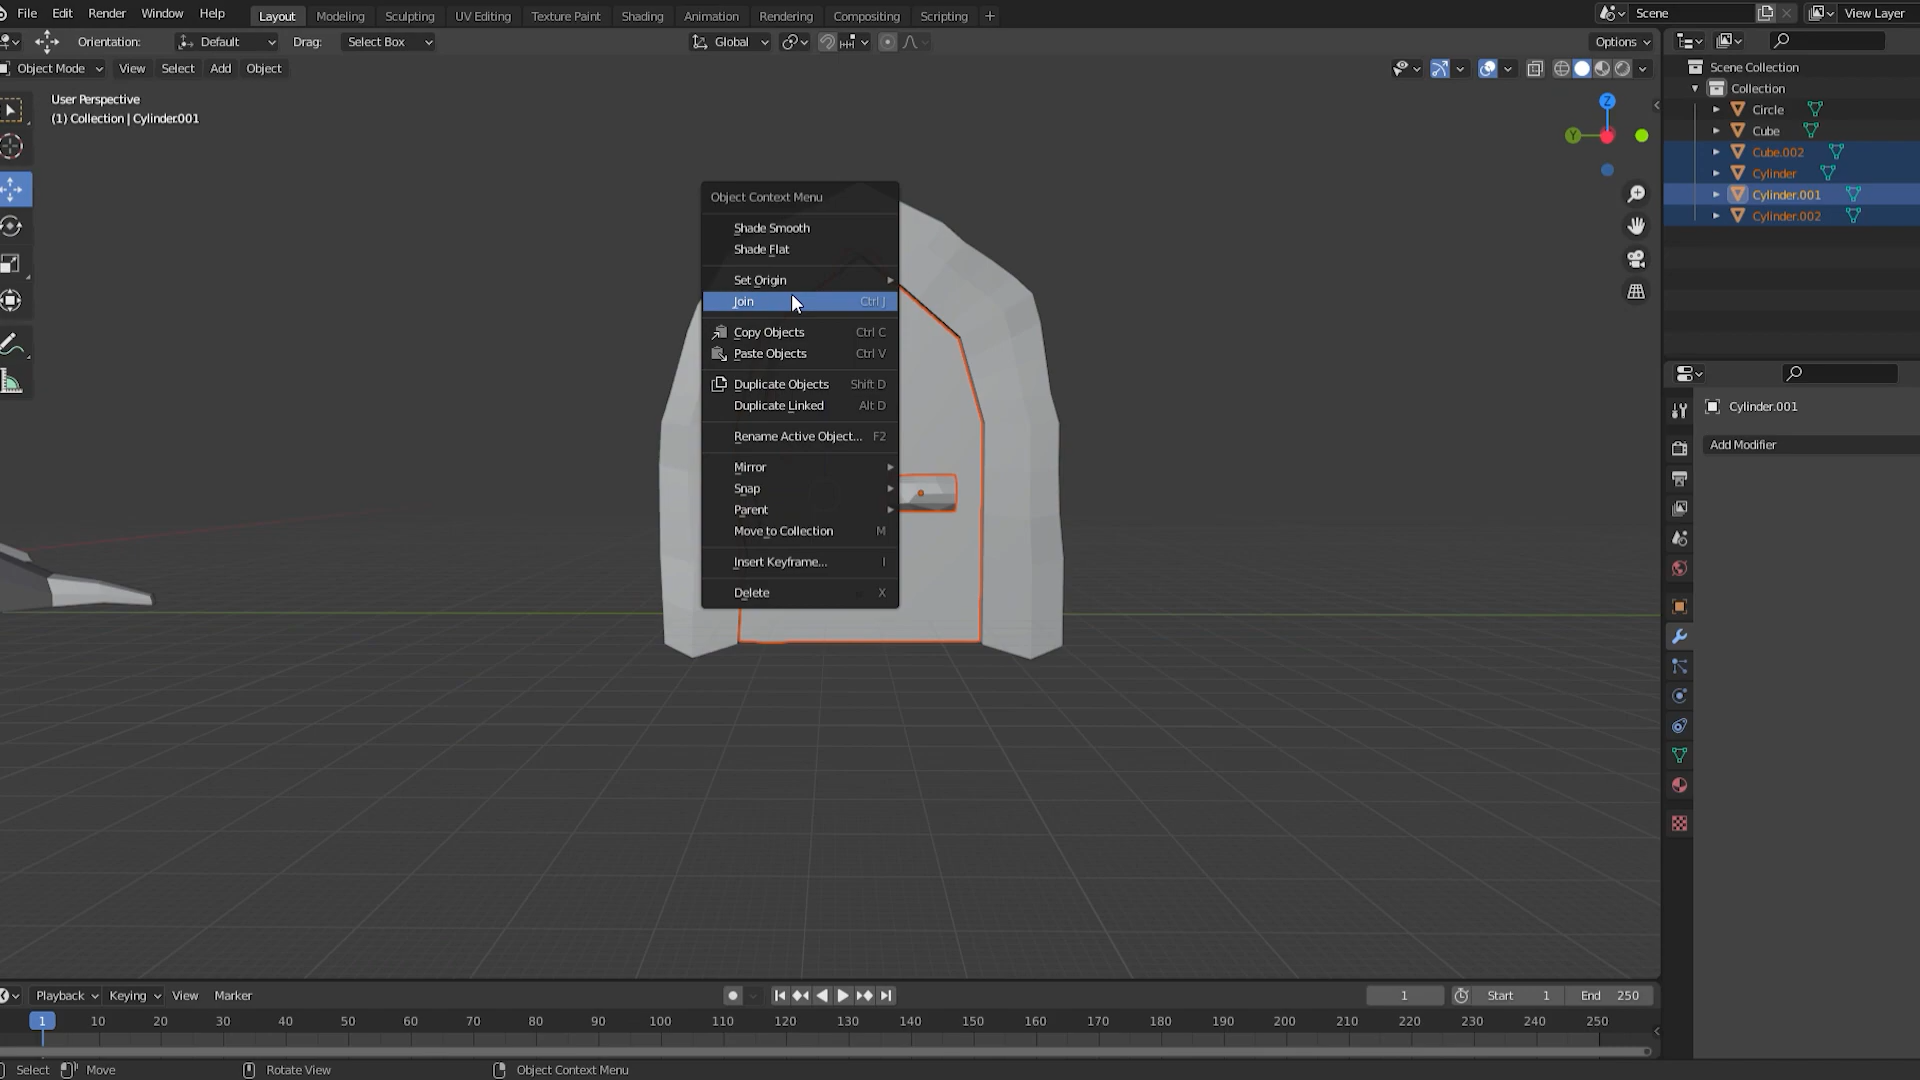 File Edit Render Window Help Layout Modeling Sculpting UV Editing Texture Paint Shading Animation Rendering Compositing Scripting + Scene View Layer
Orientation: Default Drag: Select Box Global Options
Object Mode View Select Add Object
User Perspective
(1) Collection | Cylinder.001
Z
Y
Object Context Menu
Shade Smooth
Shade Flat
Set Origin
Join Ctrl J
Copy Objects Ctrl C
Paste Objects Ctrl V
Duplicate Objects Shift D
Duplicate Linked Alt D
Rename Active Object... F2
Mirror
Snap
Parent
Move to Collection M
Insert Keyframe... I
Delete X
Scene Collection
Collection
Circle
Cube
Cube.002
Cylinder
Cylinder.001
Cylinder.002
Cylinder.001
Add Modifier
Playback Keying View Marker 1 Start 1 End 250
1 10 20 30 40 50 60 70 80 90 100 110 120 130 140 150 160 170 180 190 200 210 220 230 240 250
Select Move Rotate View Object Context Menu